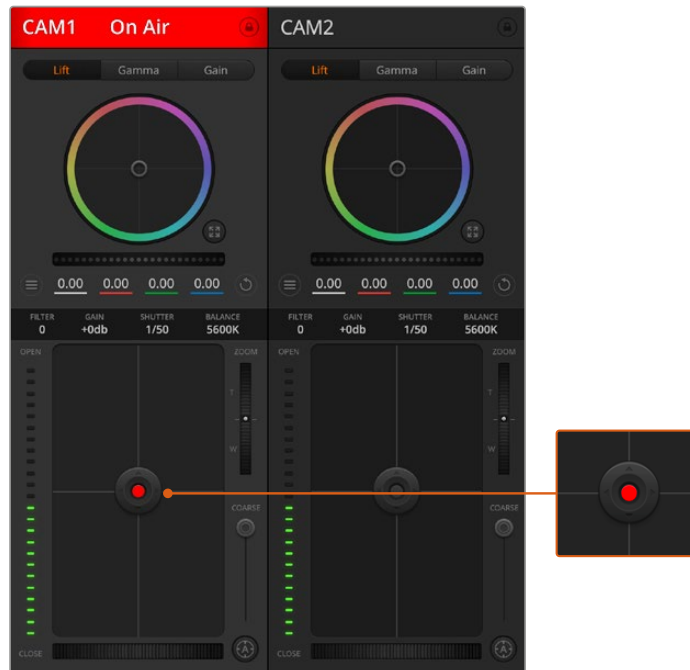 CAM1 On Air
Lift Gamma Gain
0.00 0.00 0.00 0.00
FILTER GAIN SHUTTER BALANCE
0 +0db 1/50 5600K
OPEN ZOOM
T
W
COARSE
A
CLOSE
CAM2
Lift Gamma Gain
0.00 0.00 0.00 0.00
FILTER GAIN SHUTTER BALANCE
0 +0db 1/50 5600K
OPEN ZOOM
T
W
COARSE
A
CLOSE